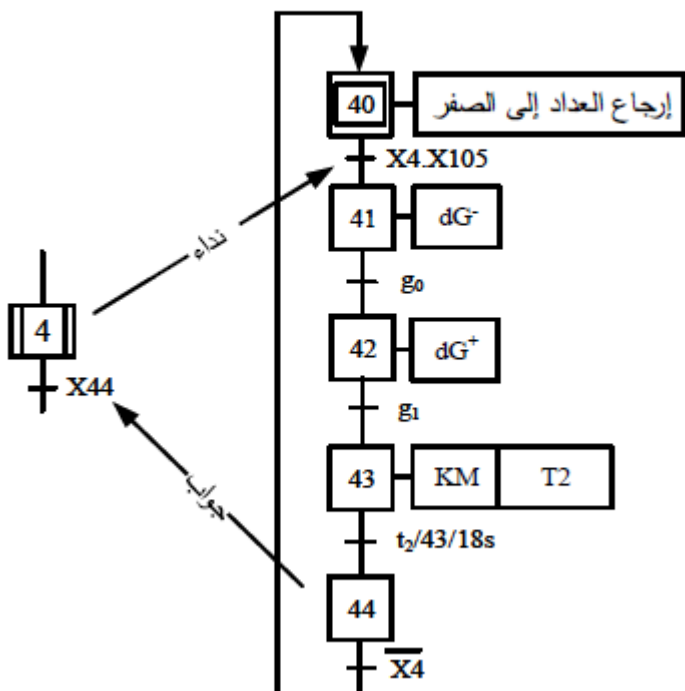 40 إرجاع العداد إلى الصفر
X4.X105
نداء
41 dG⁻
g₀
4
42 dG⁺
X44
g₁
جواب
43 KM T2
t₂/43/18s
44
X̅4̅